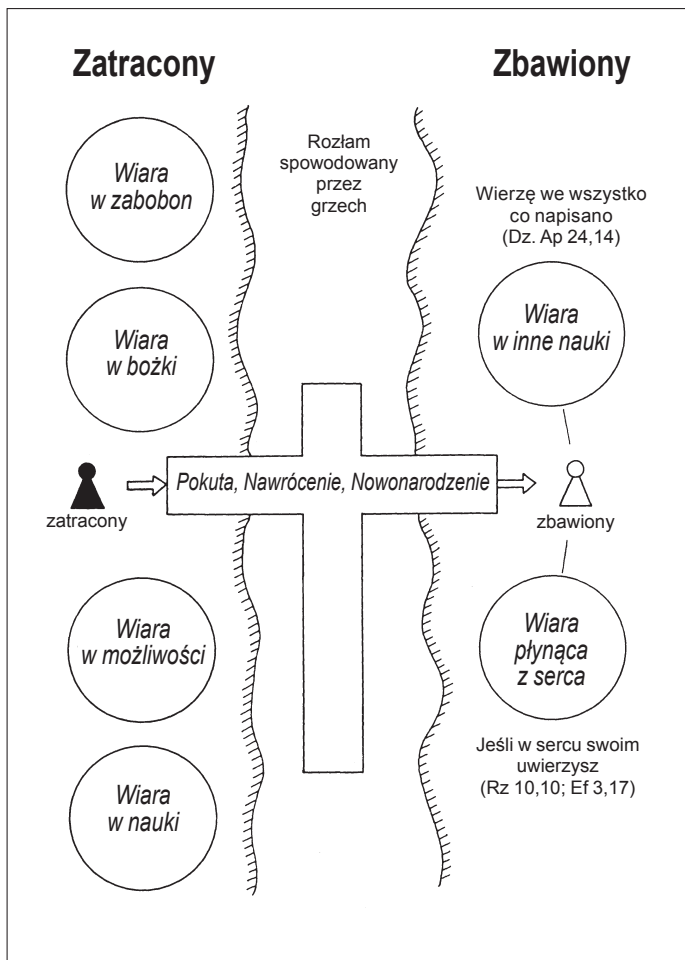 Zatracony
Zbawiony
Wiara
w zabobon
Wiara
w bożki
zatracony
Wiara
w możliwości
Wiara
w nauki
Rozłam
spowodowany
przez
grzech
Pokuta, Nawrócenie, Nowonarodzenie
Wierzę we wszystko
co napisano
(Dz. Ap 24,14)
Wiara
w inne nauki
zbawiony
Wiara
płynąca
z serca
Jeśli w sercu swoim
uwierzysz
(Rz 10,10; Ef 3,17)